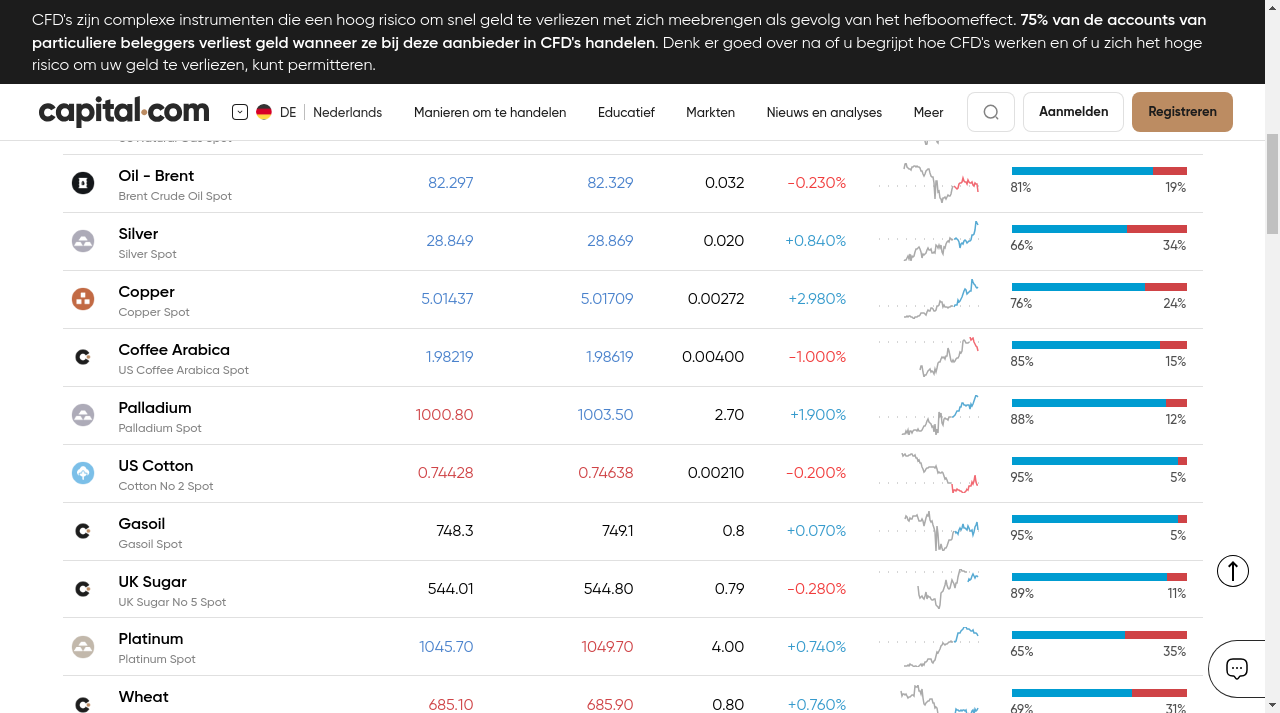 CFD's zijn complexe instrumenten die een hoog risico om snel geld te verliezen met zich meebrengen als gevolg van het hefboomeffect. 75% van de accounts van
particuliere beleggers verliest geld wanneer ze bij deze aanbieder in CFD's handelen. Denk er goed over na of u begrijpt hoe CFD's werken en of u zich het hoge
risico om uw geld te verliezen, kunt permitteren.
capital.com DE Nederlands Manieren om te handelen Educatief Markten Nieuws en analyses Meer Aanmelden Registreren
Oil - Brent 82.297 82.329 0.032 -0.230%
Brent Crude Oil Spot 81% 19%
Silver 28.849 28.869 0.020 +0.840%
Silver Spot 66% 34%
Copper 5.01437 5.01709 0.00272 +2.980%
Copper Spot 76% 24%
Coffee Arabica 1.98219 1.98619 0.00400 -1.000%
US Coffee Arabica Spot 85% 15%
Palladium 1000.80 1003.50 2.70 +1.900%
Palladium Spot 88% 12%
US Cotton 0.74428 0.74638 0.00210 -0.200%
Cotton No 2 Spot 95% 5%
Gasoil 748.3 749.1 0.8 +0.070%
Gasoil Spot 95% 5%
UK Sugar 544.01 544.80 0.79 -0.280%
UK Sugar No 5 Spot 89% 11%
Platinum 1045.70 1049.70 4.00 +0.740%
Platinum Spot 65% 35%
Wheat 685.10 685.90 0.80 +0.760%
69% 31%